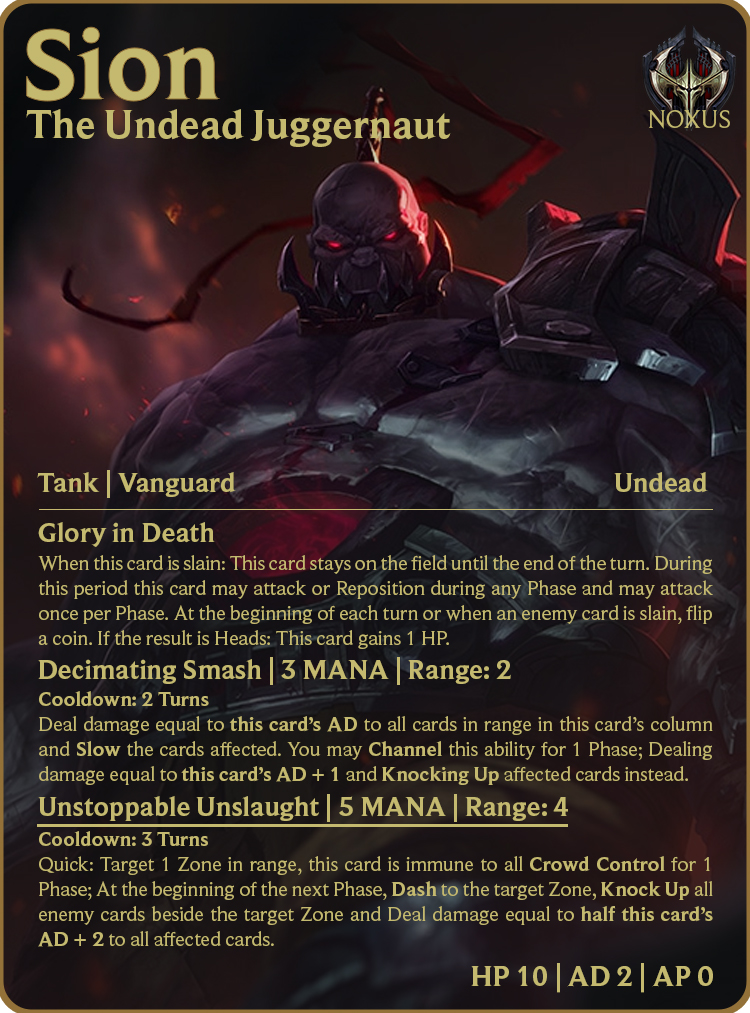 Sion
NOXUS
The Undead Juggernaut
Tank | Vanguard
Undead
Glory in Death
When this card is slain: This card stays on the field until the end of the turn. During
this period this card may attack or Reposition during any Phase and may attack
once per Phase. At the beginning of each turn or when an enemy card is slain, flip
a coin. If the result is Heads: This card gains 1 HP.
Decimating Smash | 3 MANA | Range: 2
Cooldown: 2 Turns
Deal damage equal to this card's AD to all cards in range in this card's column
and Slow the cards affected. You may Channel this ability for 1 Phase; Dealing
damage equal to this card's AD + 1 and Knocking Up affected cards instead.
Unstoppable Unslaught | 5 MANA | Range: 4
Cooldown: 3 Turns
Quick: Target 1 Zone in range, this card is immune to all Crowd Control for 1
Phase; At the beginning of the next Phase, Dash to the target Zone, Knock Up all
enemy cards beside the target Zone and Deal damage equal to half this card's
AD + 2 to all affected cards.
HP 10 | AD 2 | AP 0